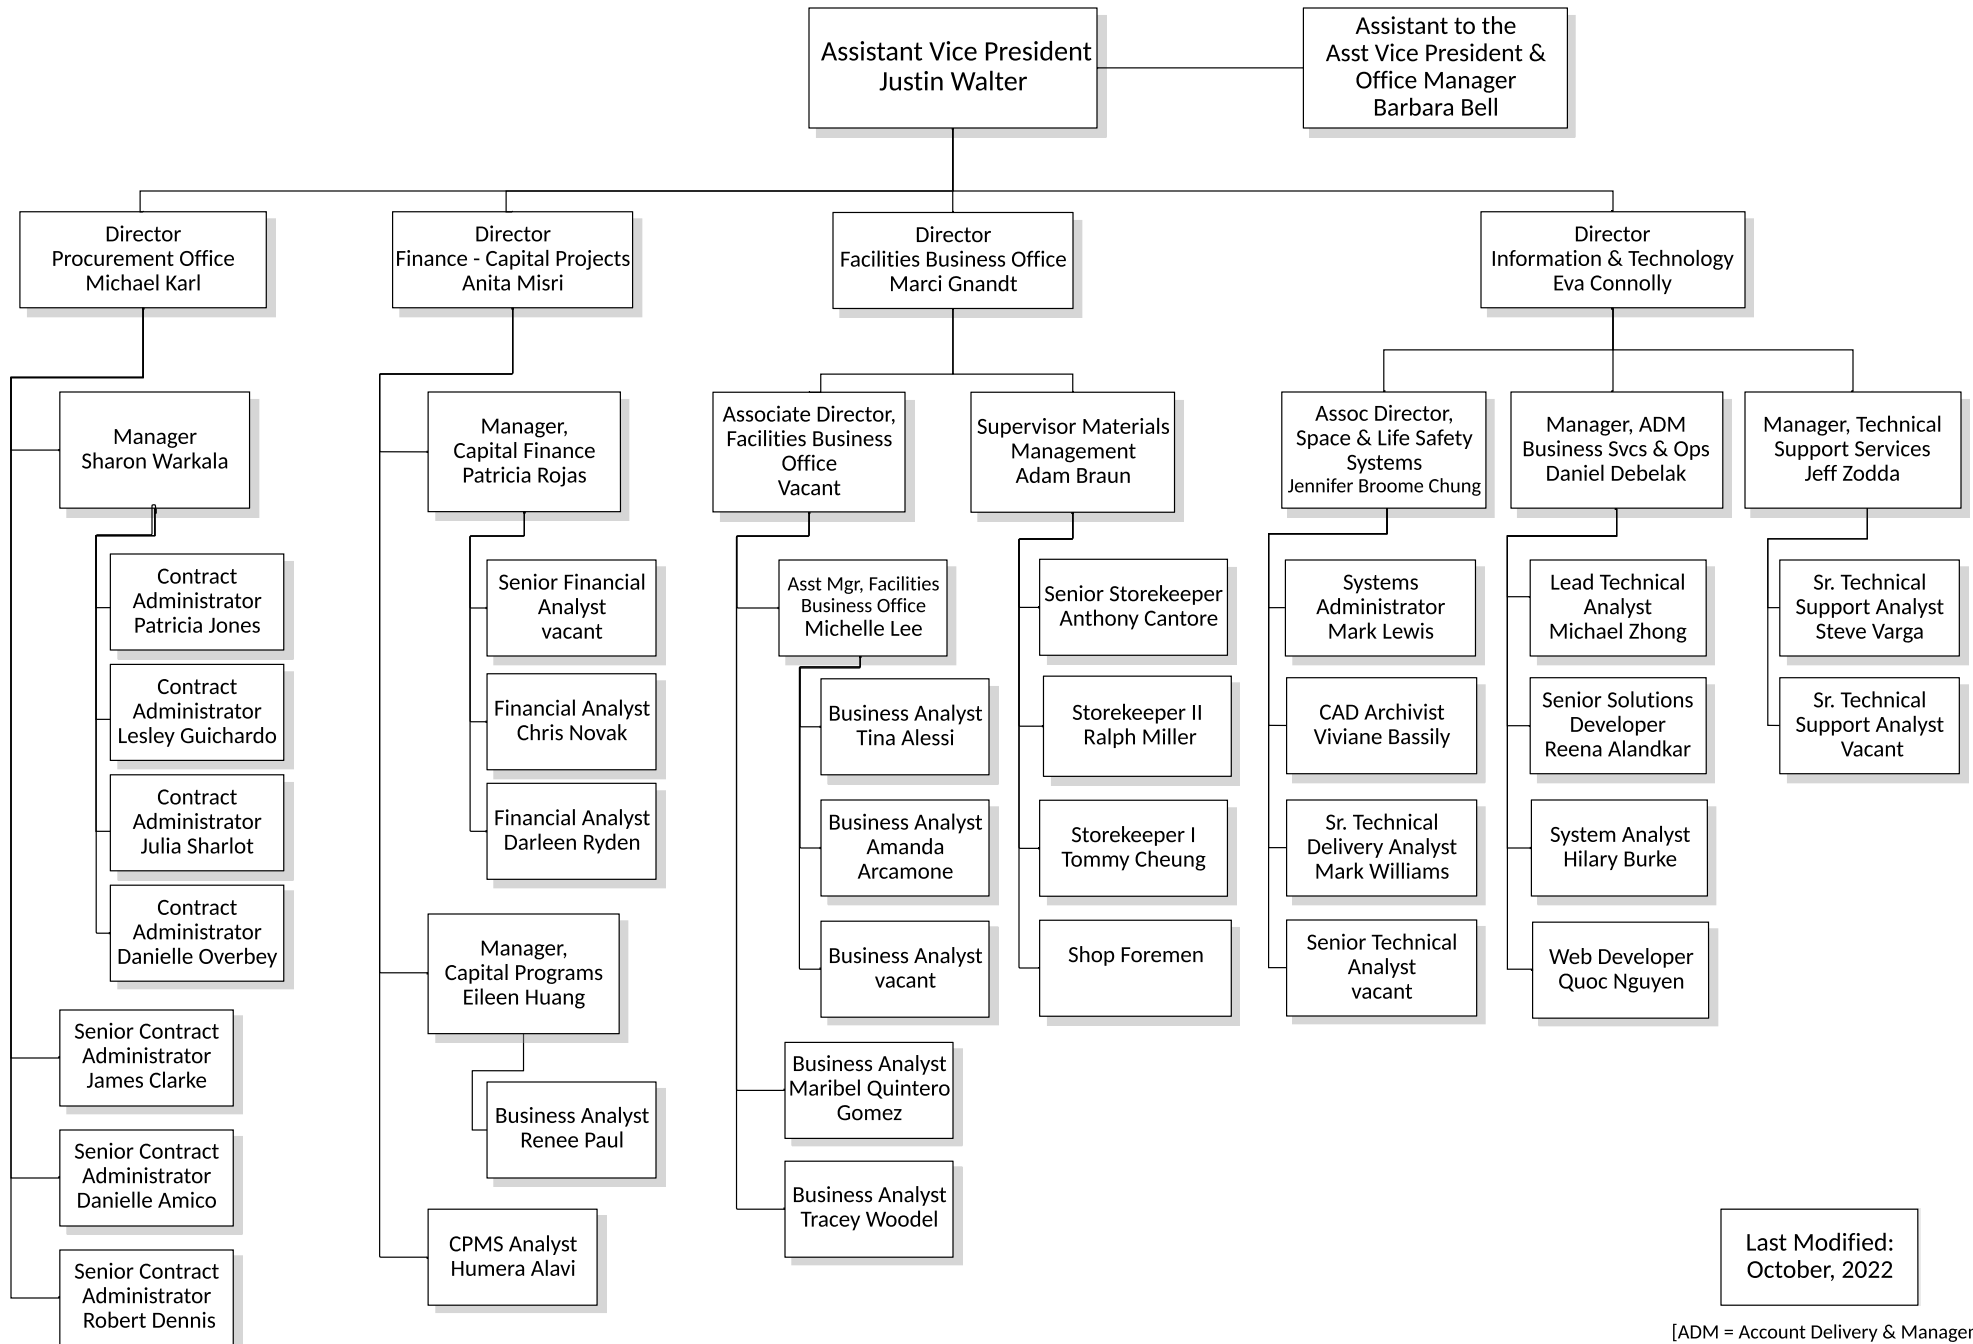 Assistant Vice President
Justin Walter
Assistant to the
Asst Vice President &
Office Manager
Barbara Bell
Director
Procurement Office
Michael Karl
Director
Finance - Capital Projects
Anita Misri
Director
Facilities Business Office
Marci Gnandt
Director
Information & Technology
Eva Connolly
Manager
Sharon Warkala
Contract
Administrator
Patricia Jones
Contract
Administrator
Lesley Guichardo
Contract
Administrator
Julia Sharlot
Contract
Administrator
Danielle Overbey
Senior Contract
Administrator
James Clarke
Senior Contract
Administrator
Danielle Amico
Senior Contract
Administrator
Robert Dennis
Manager,
Capital Finance
Patricia Rojas
Senior Financial
Analyst
vacant
Financial Analyst
Chris Novak
Financial Analyst
Darleen Ryden
Manager,
Capital Programs
Eileen Huang
Business Analyst
Renee Paul
CPMS Analyst
Humera Alavi
Associate Director,
Facilities Business
Office
Vacant
Asst Mgr, Facilities
Business Office
Michelle Lee
Business Analyst
Tina Alessi
Business Analyst
Amanda
Arcamone
Business Analyst
vacant
Business Analyst
Maribel Quintero
Gomez
Business Analyst
Tracey Woodel
Supervisor Materials
Management
Adam Braun
Senior Storekeeper
Anthony Cantore
Storekeeper II
Ralph Miller
Storekeeper I
Tommy Cheung
Shop Foremen
Assoc Director,
Space & Life Safety
Systems
Jennifer Broome Chung
Systems
Administrator
Mark Lewis
CAD Archivist
Viviane Bassily
Sr. Technical
Delivery Analyst
Mark Williams
Senior Technical
Analyst
vacant
Manager, ADM
Business Svcs & Ops
Daniel Debelak
Lead Technical
Analyst
Michael Zhong
Senior Solutions
Developer
Reena Alandkar
System Analyst
Hilary Burke
Web Developer
Quoc Nguyen
Manager, Technical
Support Services
Jeff Zodda
Sr. Technical
Support Analyst
Steve Varga
Sr. Technical
Support Analyst
Vacant
Last Modified:
October, 2022
[ADM = Account Delivery & Manager